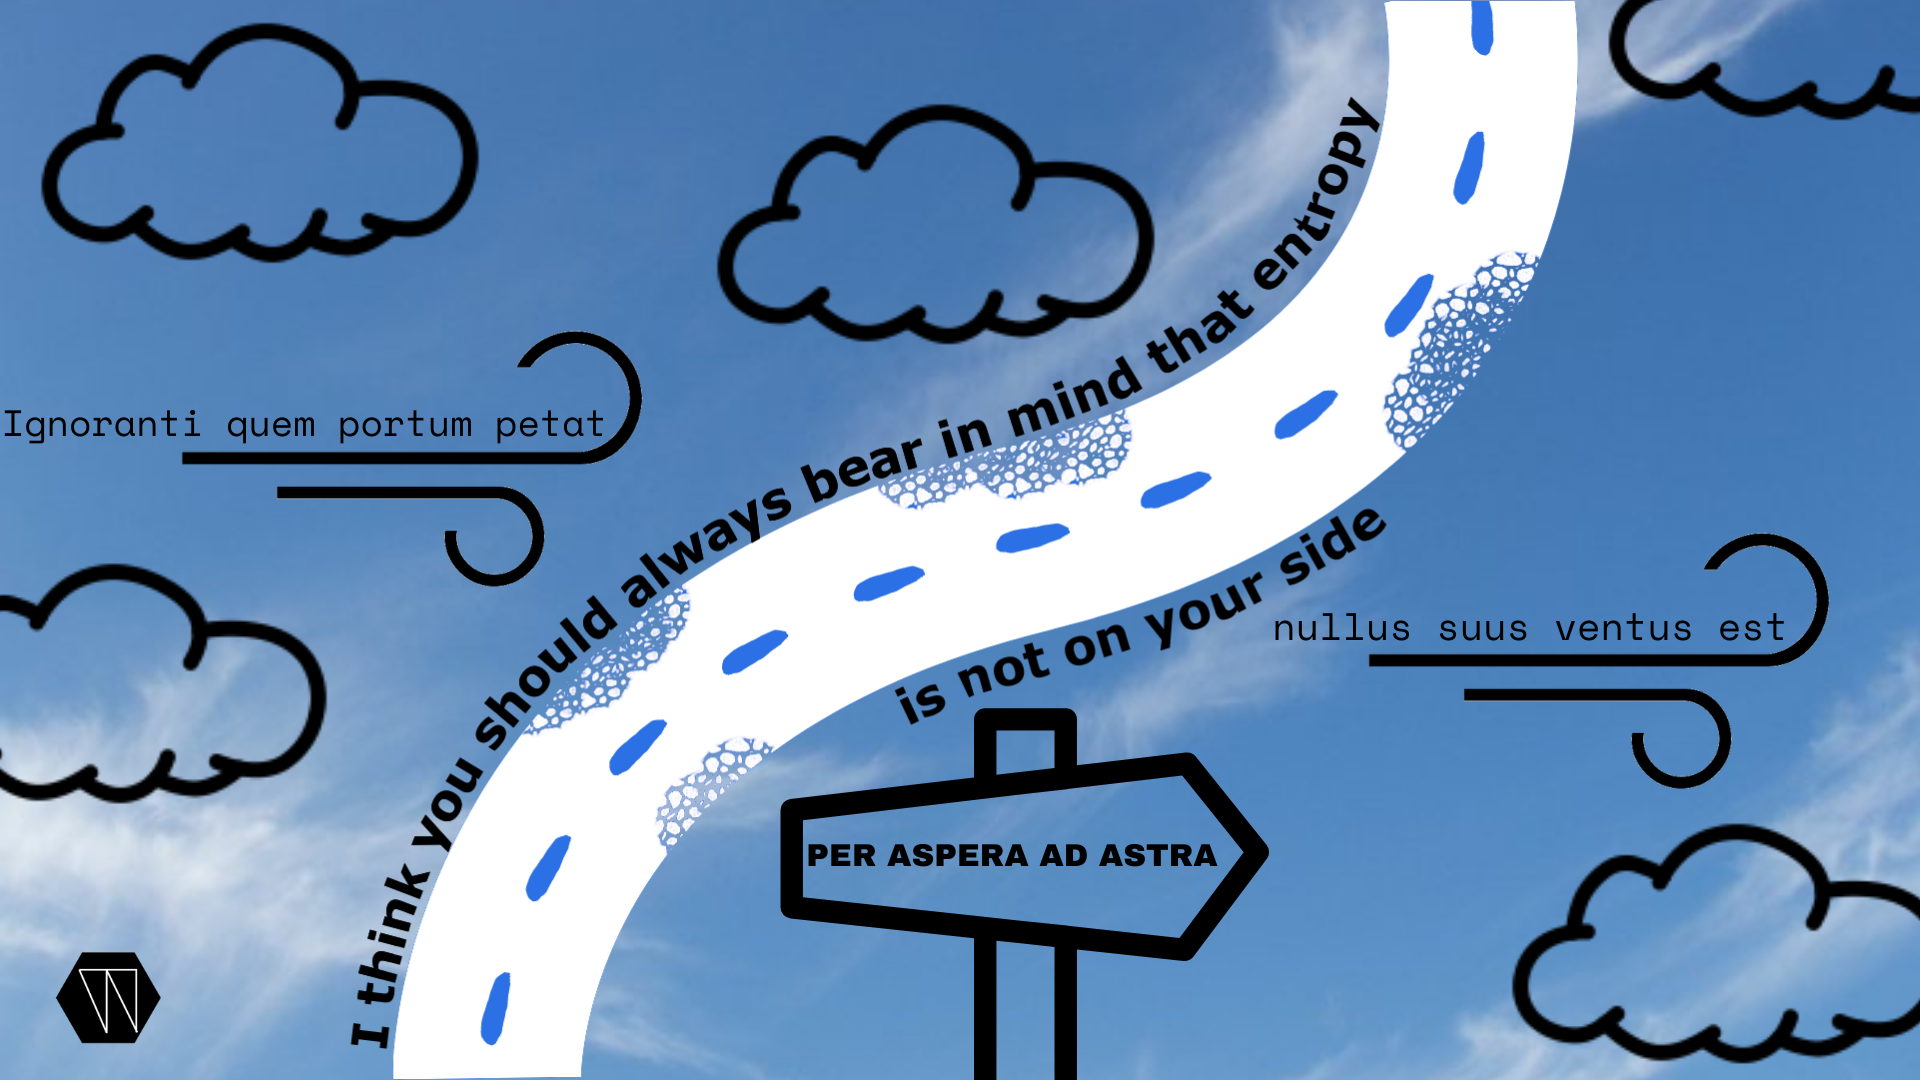 I think you should always bear in mind that entropy
is not on your side
Ignoranti quem portum petat
nullus suus ventus est
PER ASPERA AD ASTRA